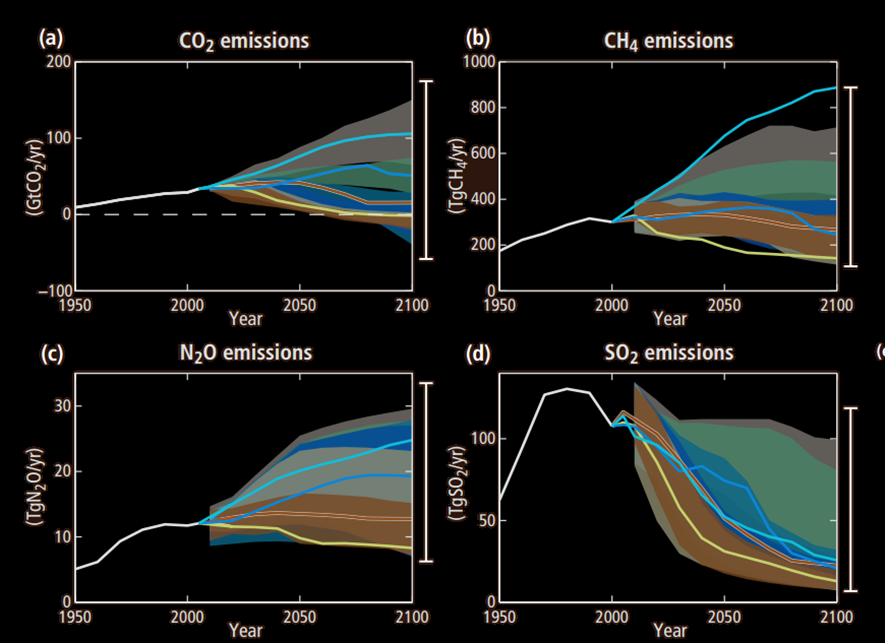 (a) CO₂ emissions
200
100
0
−100
(GtCO₂/yr)
1950 2000 2050 2100
Year
(b) CH₄ emissions
1000
800
600
400
200
0
(TgCH₄/yr)
1950 2000 2050 2100
Year
(c) N₂O emissions
30
20
10
0
(TgN₂O/yr)
1950 2000 2050 2100
Year
(d) SO₂ emissions
100
50
0
(TgSO₂/yr)
1950 2000 2050 2100
Year